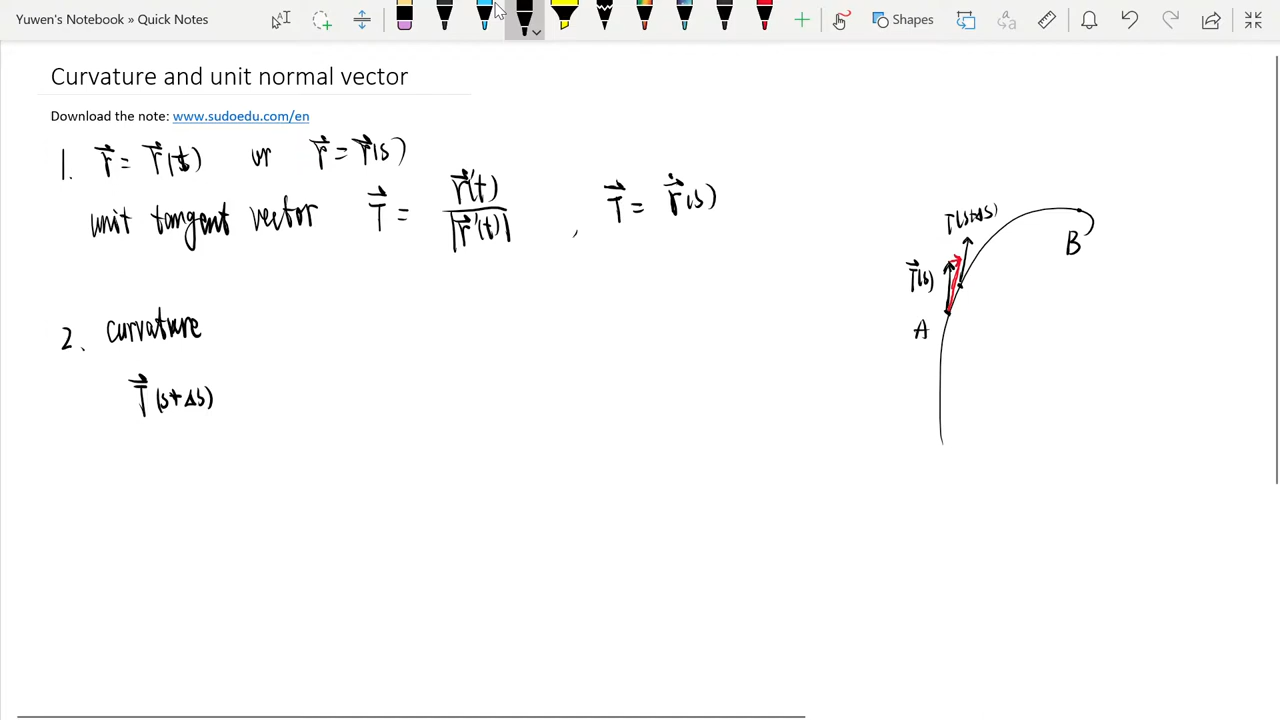 Yuwen's Notebook » Quick Notes
Shapes
Curvature and unit normal vector
Download the note: www.sudoedu.com/en
1. r⃗ = r⃗(t) or r⃗ = r⃗(s)
unit tangent vector T⃗ = r⃗'(t) / |r⃗'(t)| , T⃗ = ṙ⃗(s)
T(s+Δs)
B
T⃗(s)
A
2. curvature
T⃗(s+Δs)